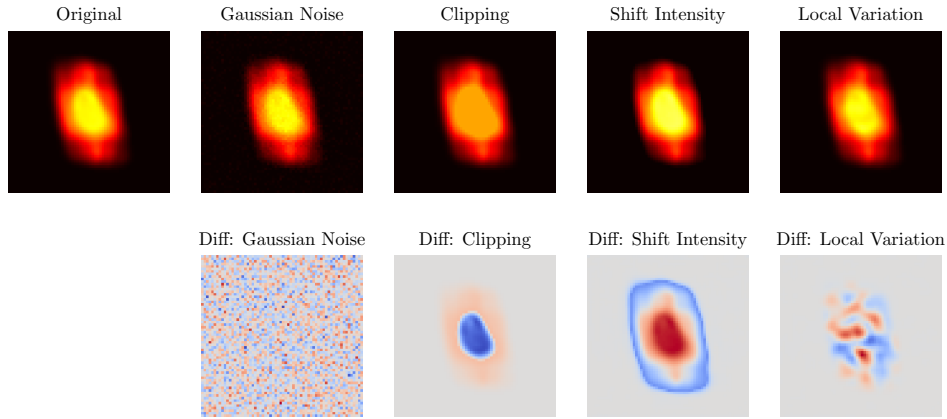 Original
Gaussian Noise
Clipping
Shift Intensity
Local Variation
Diff: Gaussian Noise
Diff: Clipping
Diff: Shift Intensity
Diff: Local Variation